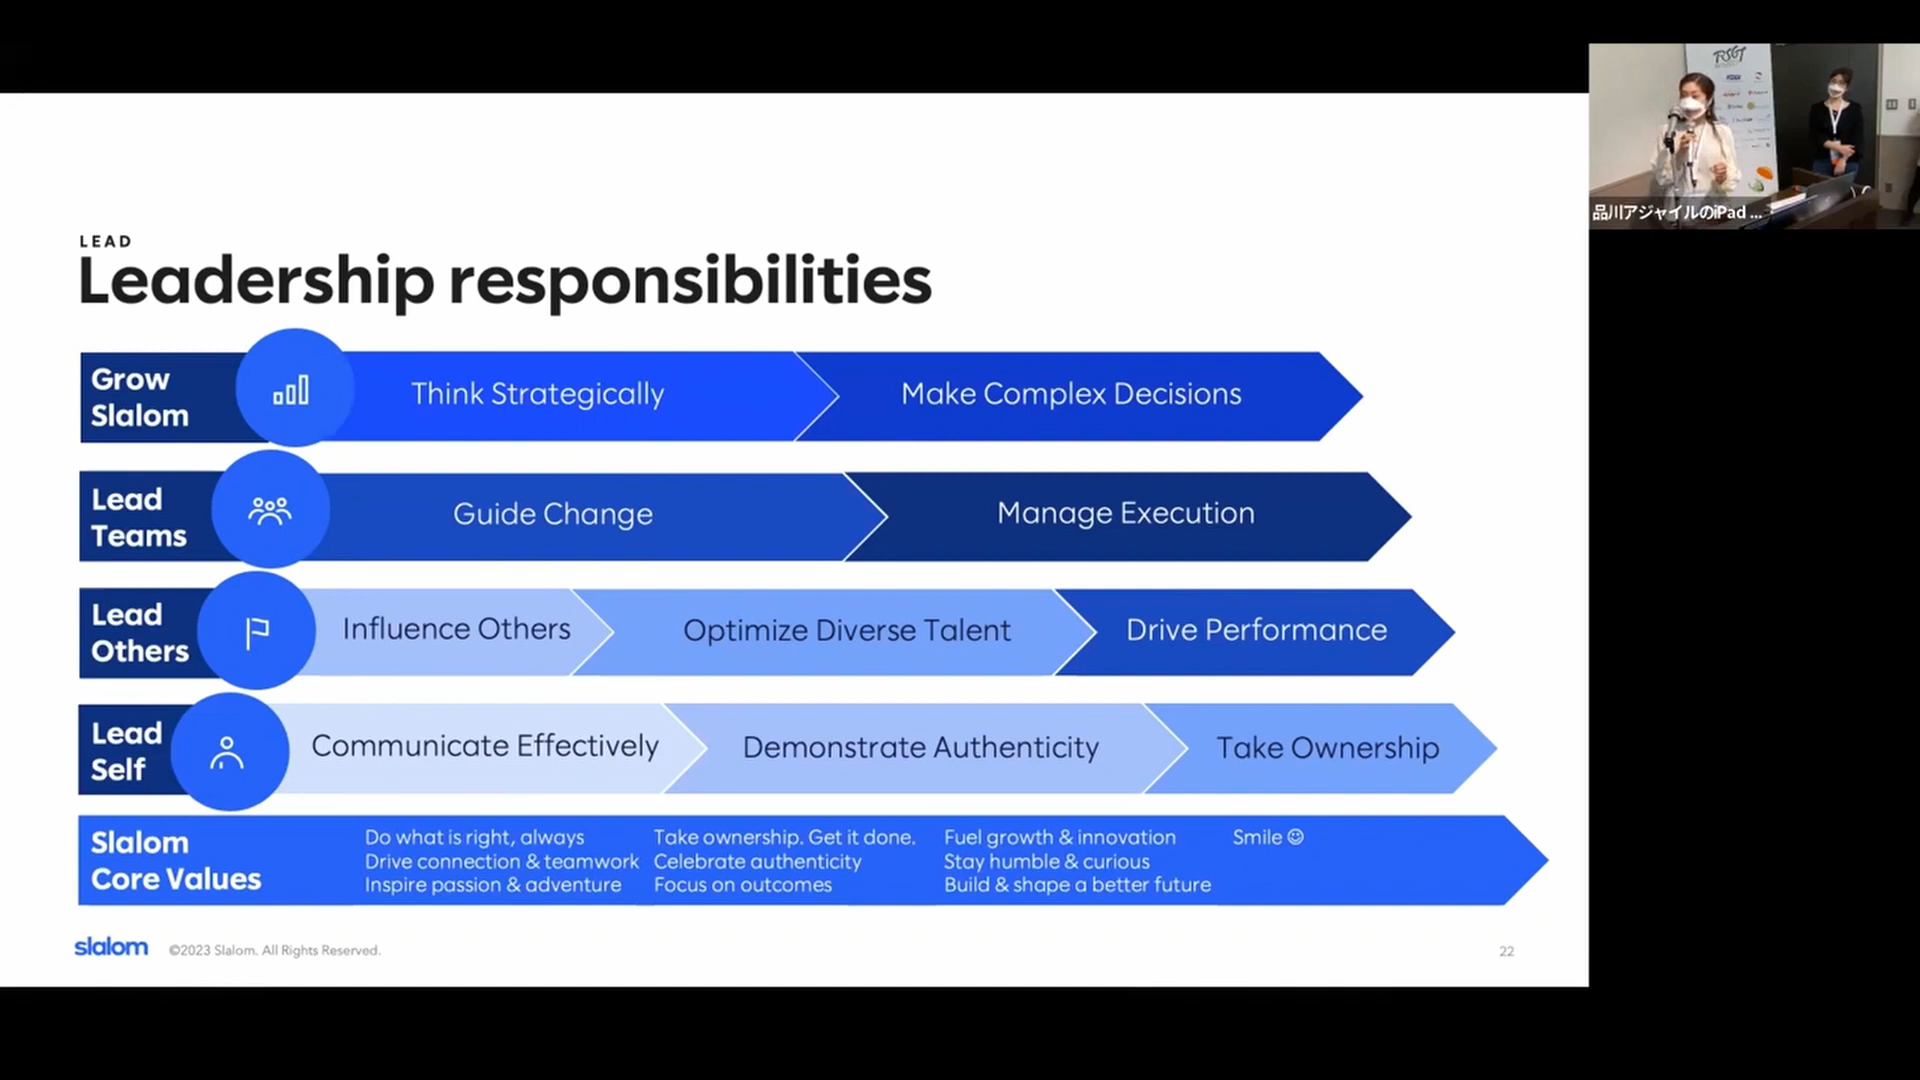 LEAD
Leadership responsibilities
Grow
Slalom
Think Strategically
Make Complex Decisions
Lead
Teams
Guide Change
Manage Execution
Lead
Others
Influence Others
Optimize Diverse Talent
Drive Performance
Lead
Self
Communicate Effectively
Demonstrate Authenticity
Take Ownership
Slalom
Core Values
Do what is right, always
Drive connection & teamwork
Inspire passion & adventure
Take ownership. Get it done.
Celebrate authenticity
Focus on outcomes
Fuel growth & innovation
Stay humble & curious
Build & shape a better future
Smile ☺
slalom
©2023 Slalom. All Rights Reserved.
22
RSGT
品川アジャイルのiPad ...